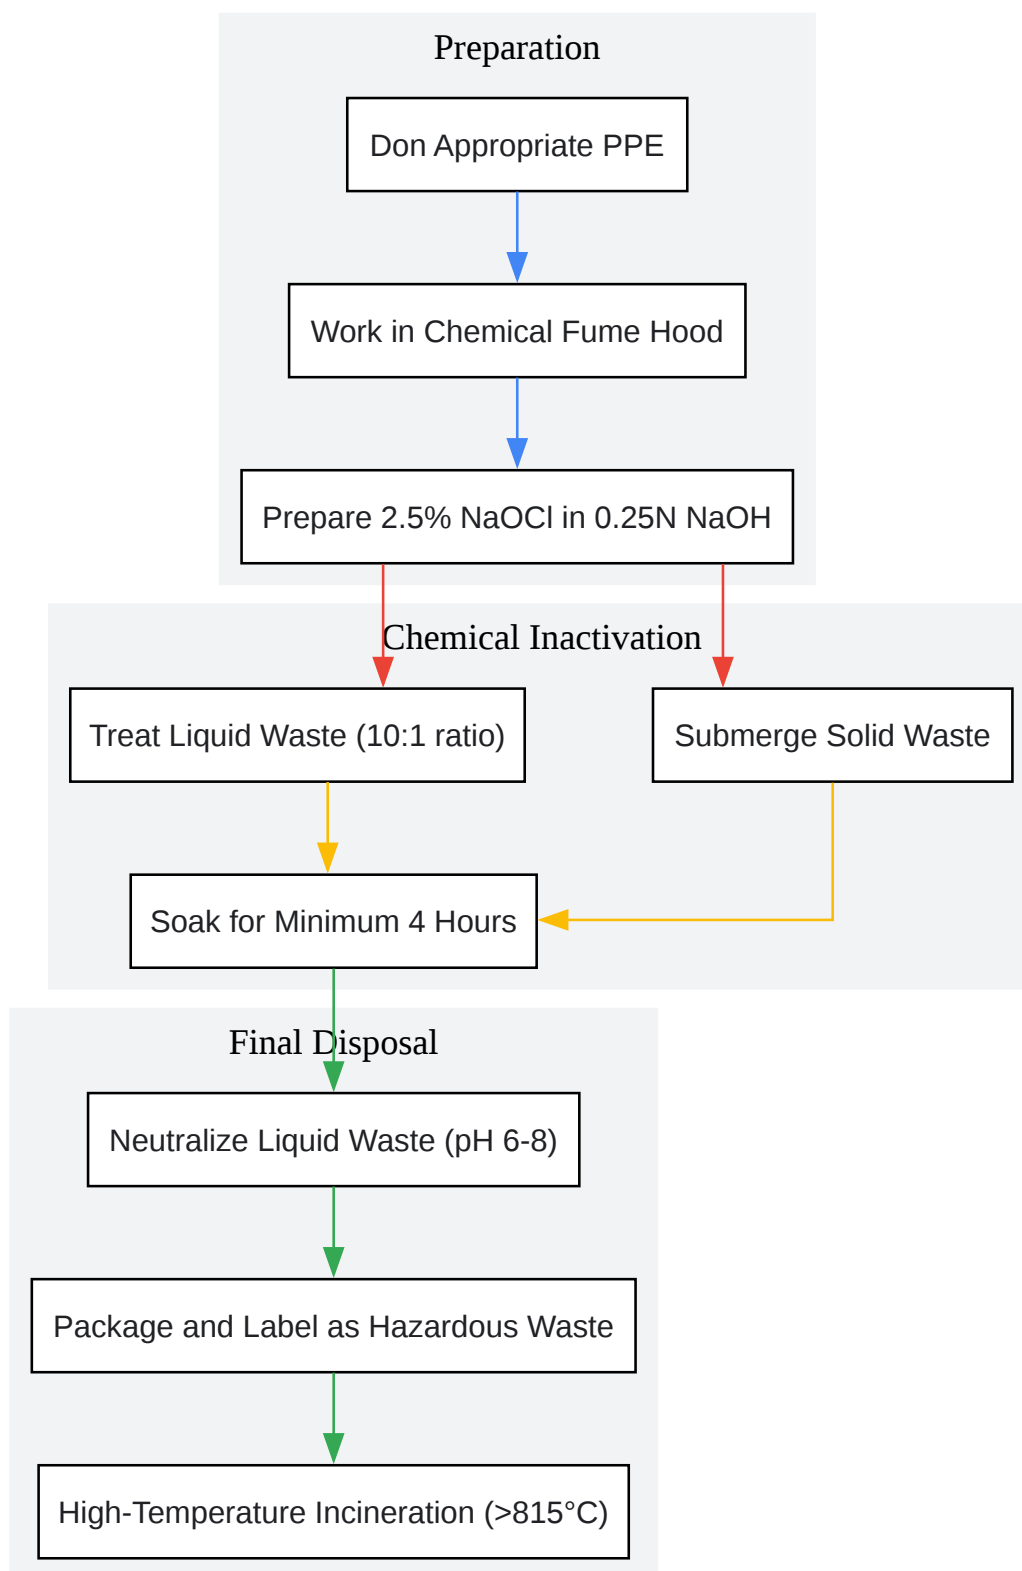 Preparation
Don Appropriate PPE
Work in Chemical Fume Hood
Prepare 2.5% NaOCl in 0.25N NaOH
Chemical Inactivation
Treat Liquid Waste (10:1 ratio)
Submerge Solid Waste
Soak for Minimum 4 Hours
Final Disposal
Neutralize Liquid Waste (pH 6-8)
Package and Label as Hazardous Waste
High-Temperature Incineration (>815°C)